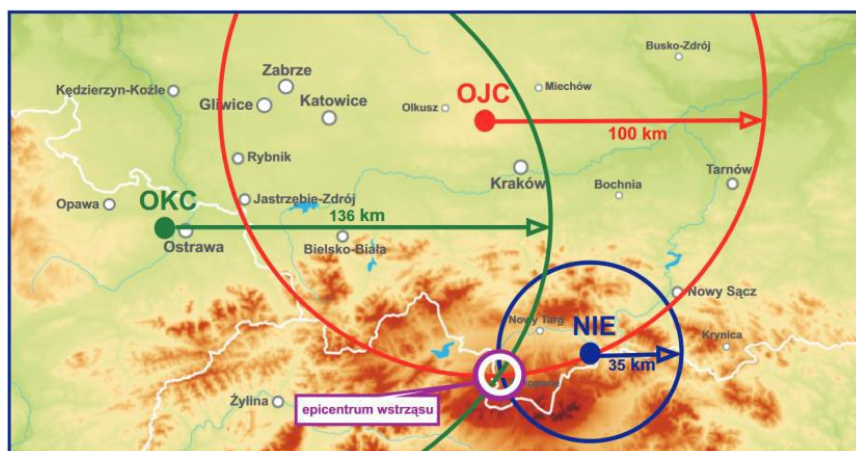 Busko-Zdrój
Zabrze
Kędzierzyn-Koźle
Miechów
Gliwice
Katowice
Olkusz
OJC
100 km
Rybnik
Kraków
Tarnów
Bochnia
Opawa
OKC
Jastrzębie-Zdrój
136 km
Ostrawa
Bielsko-Biała
Nowy Sącz
Nowy Targ
NIE
Krynica
35 km
Żylina
epicentrum wstrząsu